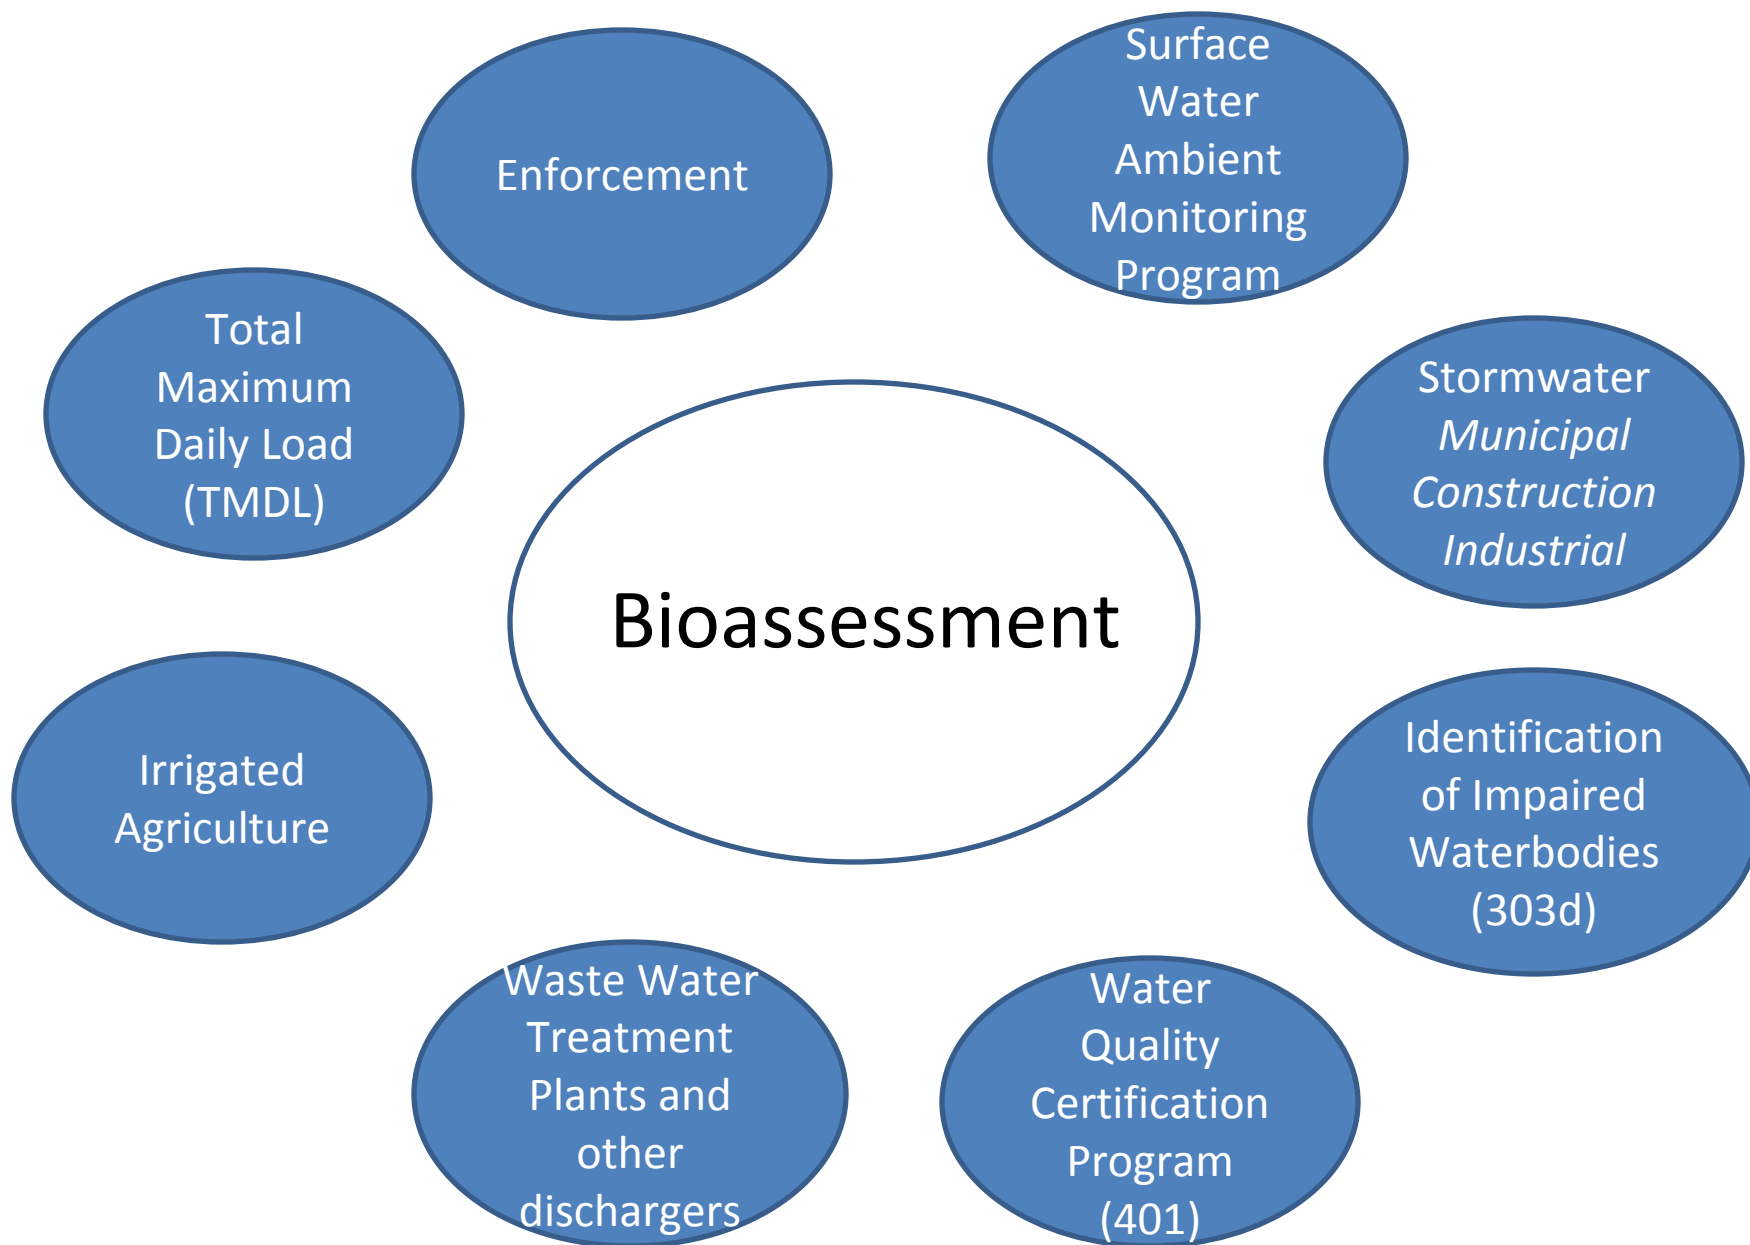 Enforcement
Surface
Water
Ambient
Monitoring
Program
Total
Maximum
Daily Load
(TMDL)
Stormwater
Municipal
Construction
Industrial
Bioassessment
Irrigated
Agriculture
Identification
of Impaired
Waterbodies
(303d)
Waste Water
Treatment
Plants and
other
dischargers
Water
Quality
Certification
Program
(401)